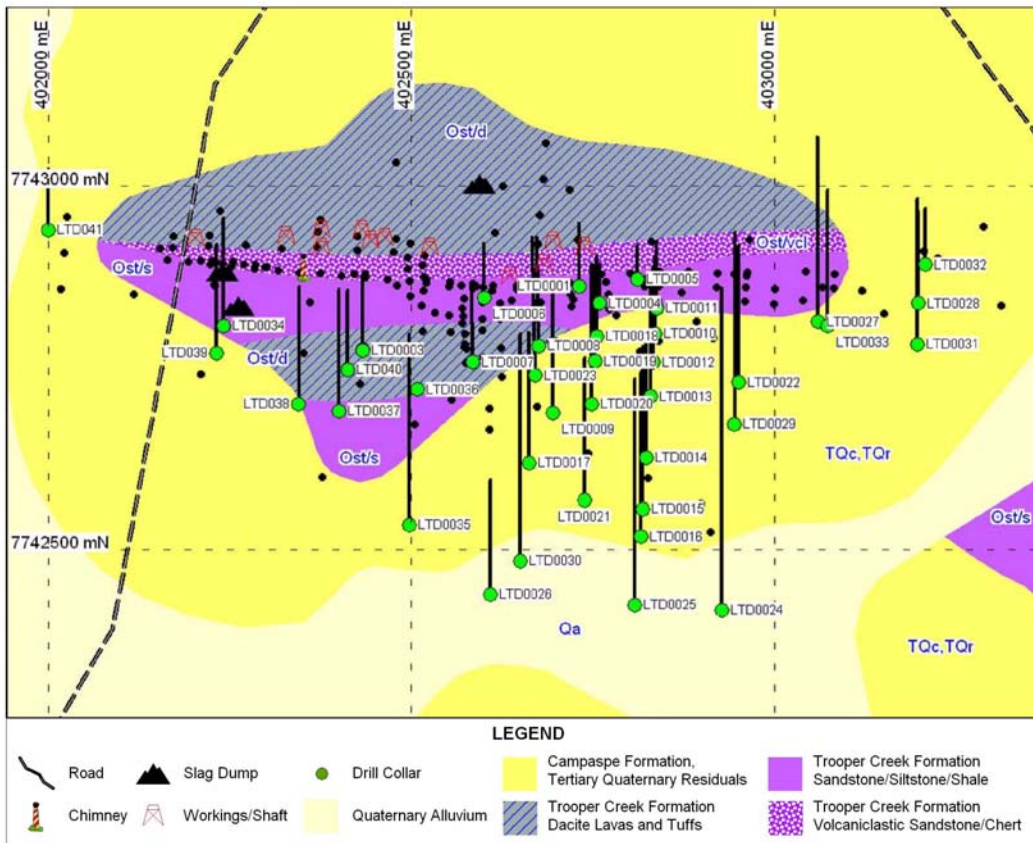 402000 mE
402500 mE
403000 mE
Ost/d
7743000 mN
LTD041
Ost/vcl
Ost/s
LTD0032
LTD0001
LTD0005
LTD0006
LTD0004
LTD0011
LTD0028
LTD0034
LTD0027
LTD0033
LTD0018
LTD0010
LTD039
LTD0003
LTD0008
LTD0031
Ost/d
LTD040
LTD0007
LTD0019
LTD0012
LTD0023
LTD0022
LTD0036
LTD0013
LTD038
LTD0037
LTD0020
LTD0009
LTD0029
Ost/s
LTD0017
LTD0014
TQc,TQr
LTD0021
LTD0015
Ost/s
LTD0035
LTD0016
7742500 mN
LTD0030
LTD0026
LTD0025
LTD0024
Qa
TQc,TQr
LEGEND
Road
Slag Dump
Drill Collar
Campaspe Formation,
Tertiary Quaternary Residuals
Trooper Creek Formation
Sandstone/Siltstone/Shale
Chimney
Workings/Shaft
Quaternary Alluvium
Trooper Creek Formation
Dacite Lavas and Tuffs
Trooper Creek Formation
Volcaniclastic Sandstone/Chert